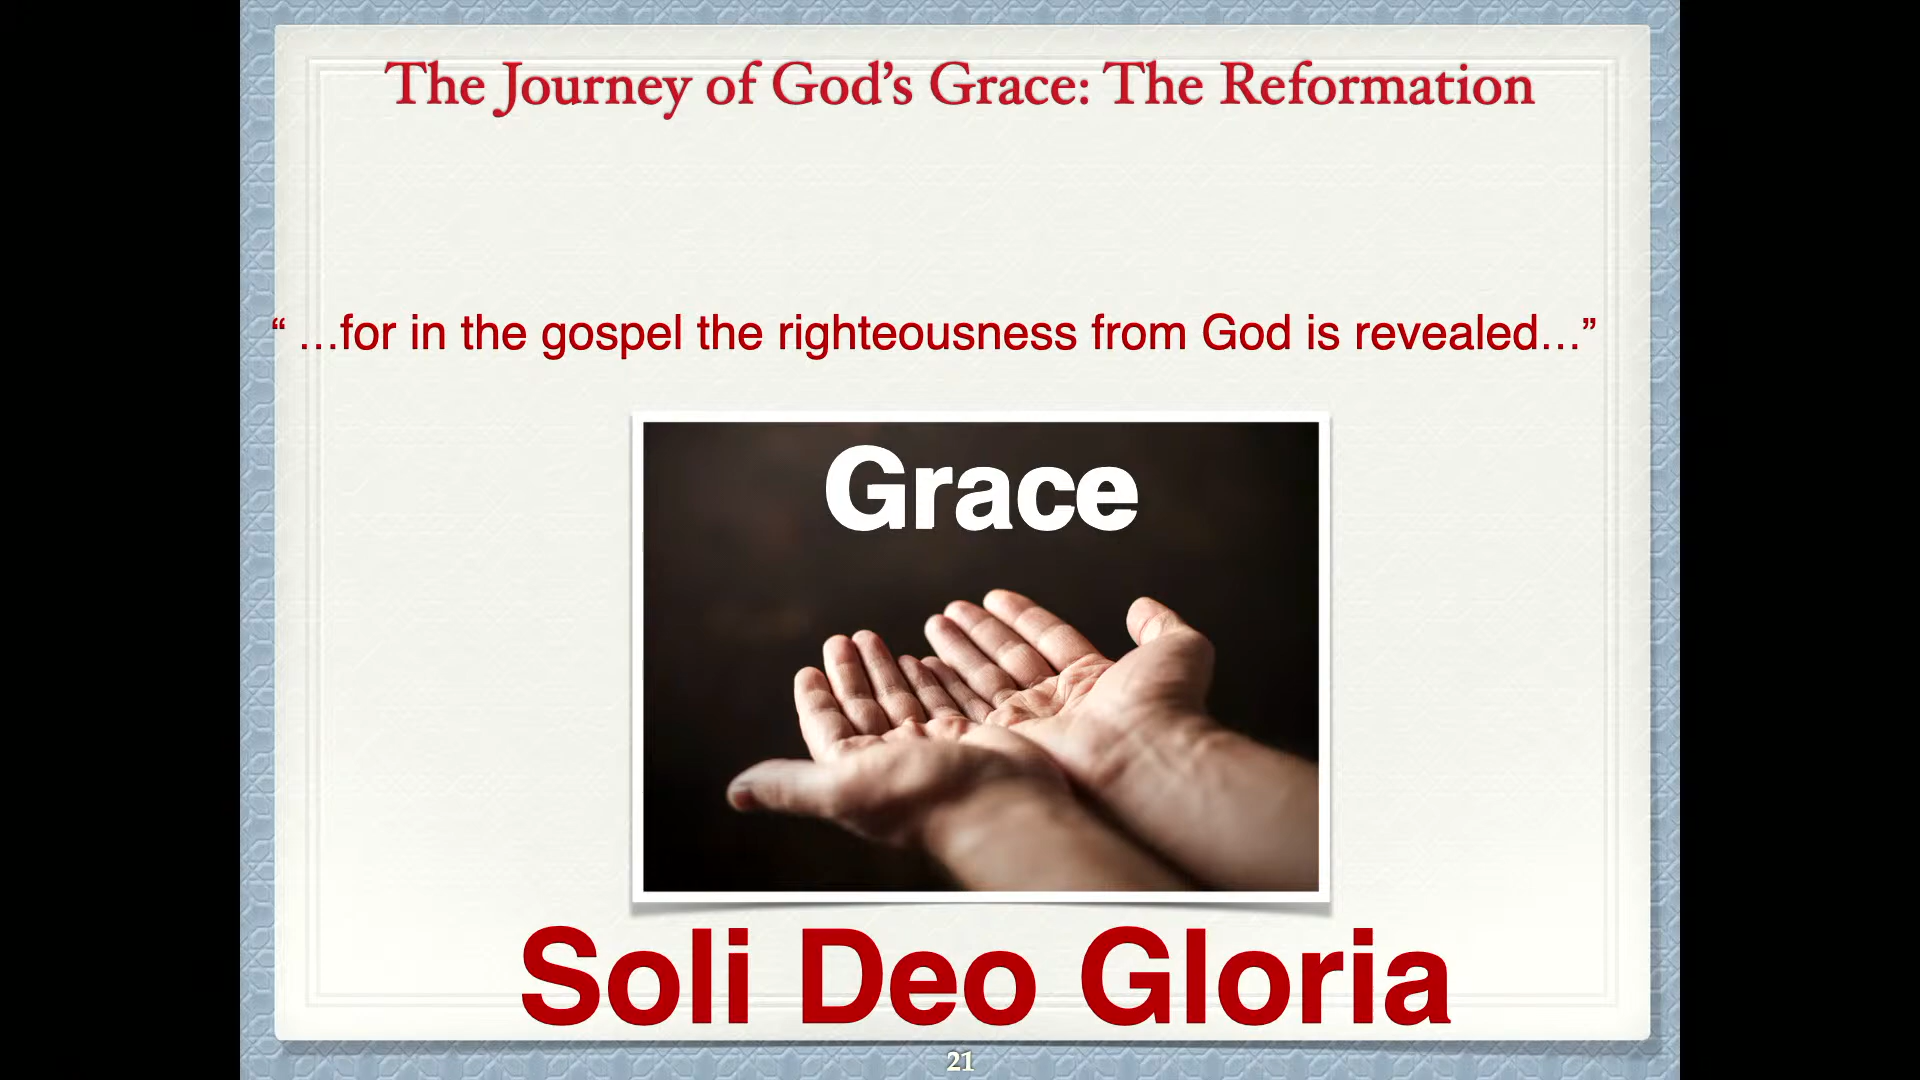 The Journey of God’s Grace: The Reformation
“ …for in the gospel the righteousness from God is revealed…”
Grace
Soli Deo Gloria
21